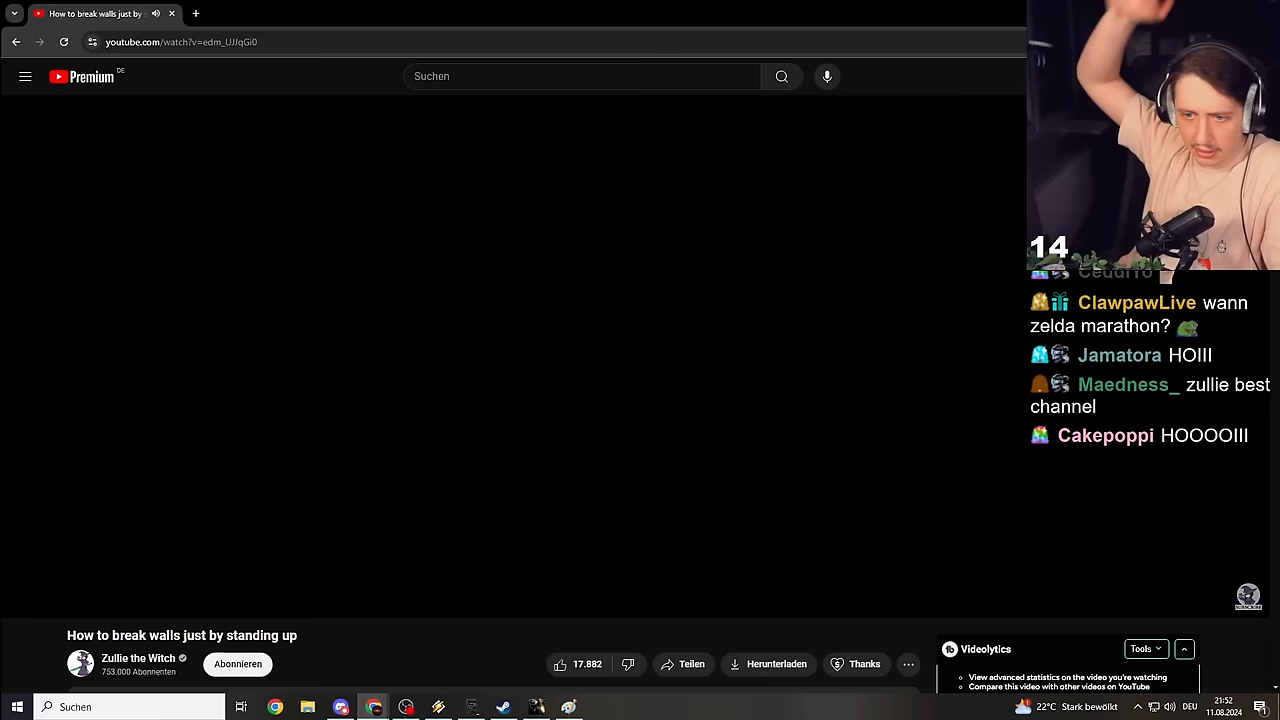 How to break walls just by s
youtube.com/watch?v=edm_UJJqGi0
Premium DE
Suchen
14
CeduiYo
ClawpawLive wann
zelda marathon?
Jamatora HOIII
Maedness_ zullie best
channel
Cakepoppi HOOOOIII
SUBSCRIBE
How to break walls just by standing up
Zullie the Witch
753.000 Abonnenten
Abonnieren
17.882
Teilen
Herunterladen
Thanks
Videolytics
Tools
View advanced statistics on the video you're watching
Compare this video with other videos on YouTube
Suchen
22°C Stark bewölkt
DEU
21:52
11.08.2024